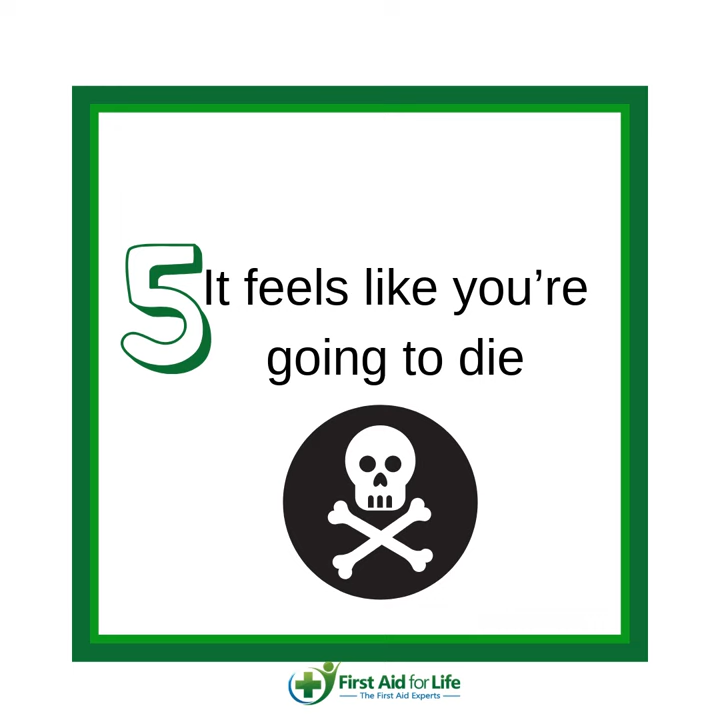 5
It feels like you’re
going to die
First Aid for Life
The First Aid Experts